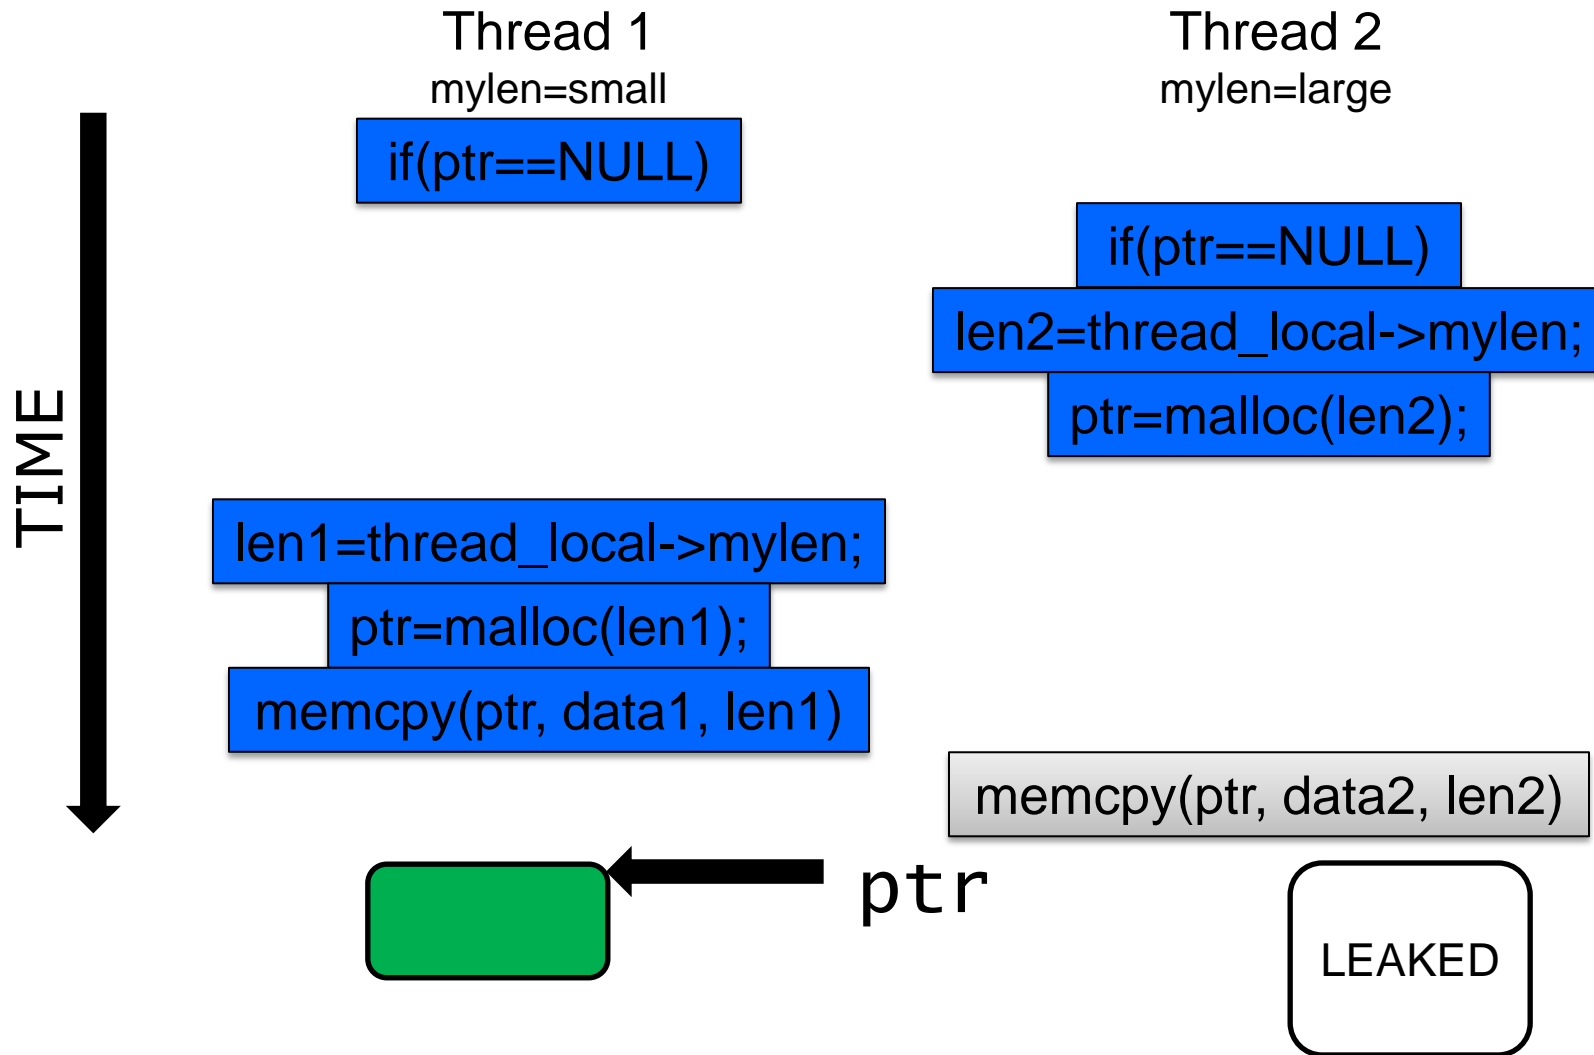 Thread 1
mylen=small
Thread 2
mylen=large
if(ptr==NULL)
if(ptr==NULL)
len2=thread_local->mylen;
ptr=malloc(len2);
TIME
len1=thread_local->mylen;
ptr=malloc(len1);
memcpy(ptr, data1, len1)
memcpy(ptr, data2, len2)
ptr
LEAKED